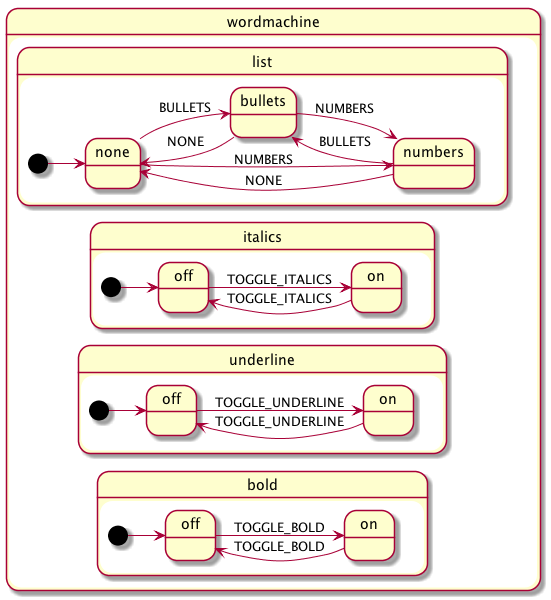 wordmachine
list
bullets
BULLETS
NUMBERS
NONE
BULLETS
none
numbers
NUMBERS
NONE
italics
off
on
TOGGLE_ITALICS
TOGGLE_ITALICS
underline
off
on
TOGGLE_UNDERLINE
TOGGLE_UNDERLINE
bold
off
on
TOGGLE_BOLD
TOGGLE_BOLD